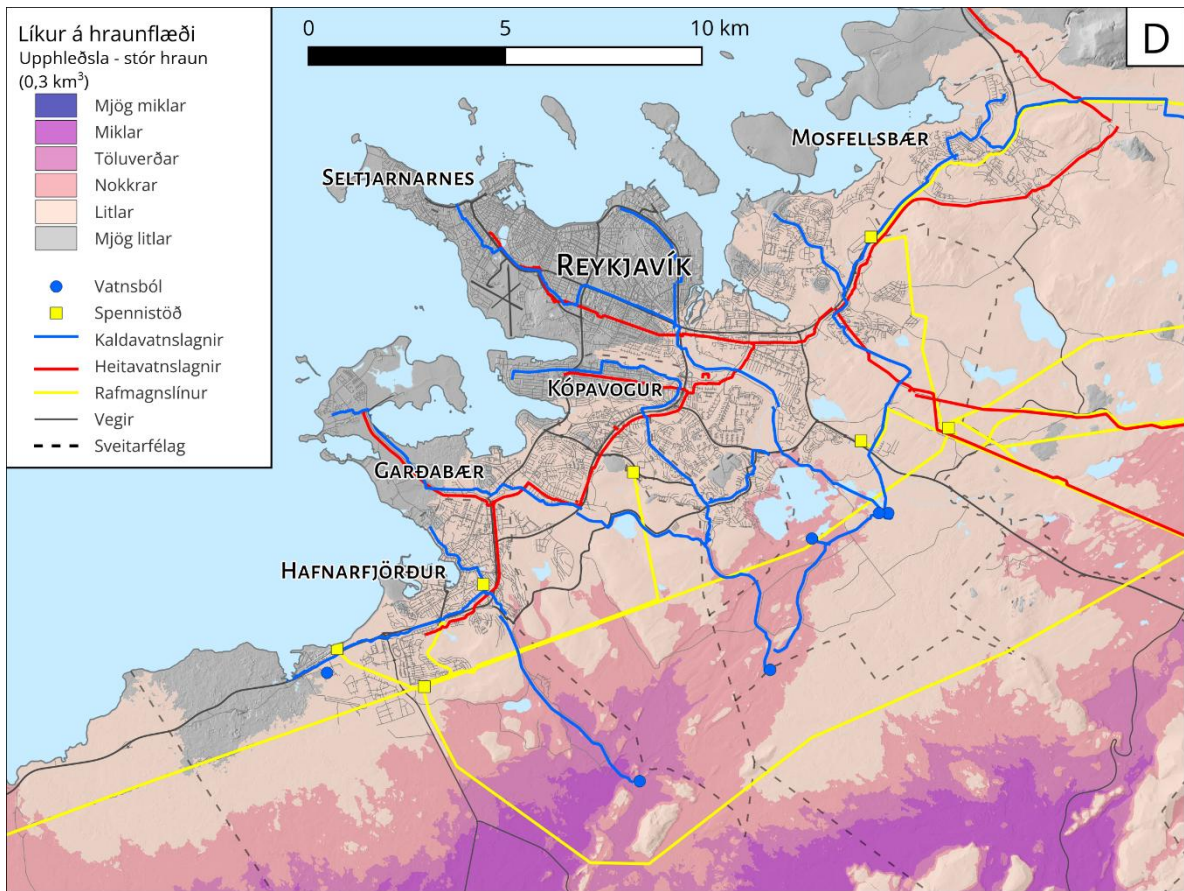 Líkur á hraunflæði
Upphleðsla - stór hraun
(0,3 km³)
Mjög miklar
Miklar
Töluverðar
Nokkrar
Litlar
Mjög litlar
Vatnsból
Spennistöð
Kaldavatnslagnir
Heitavatnslagnir
Rafmagnslínur
Vegir
Sveitarfélag
0 5 10 km
D
Mosfellsbær
Seltjarnarnes
Reykjavík
Kópavogur
Garðabær
Hafnarfjörður